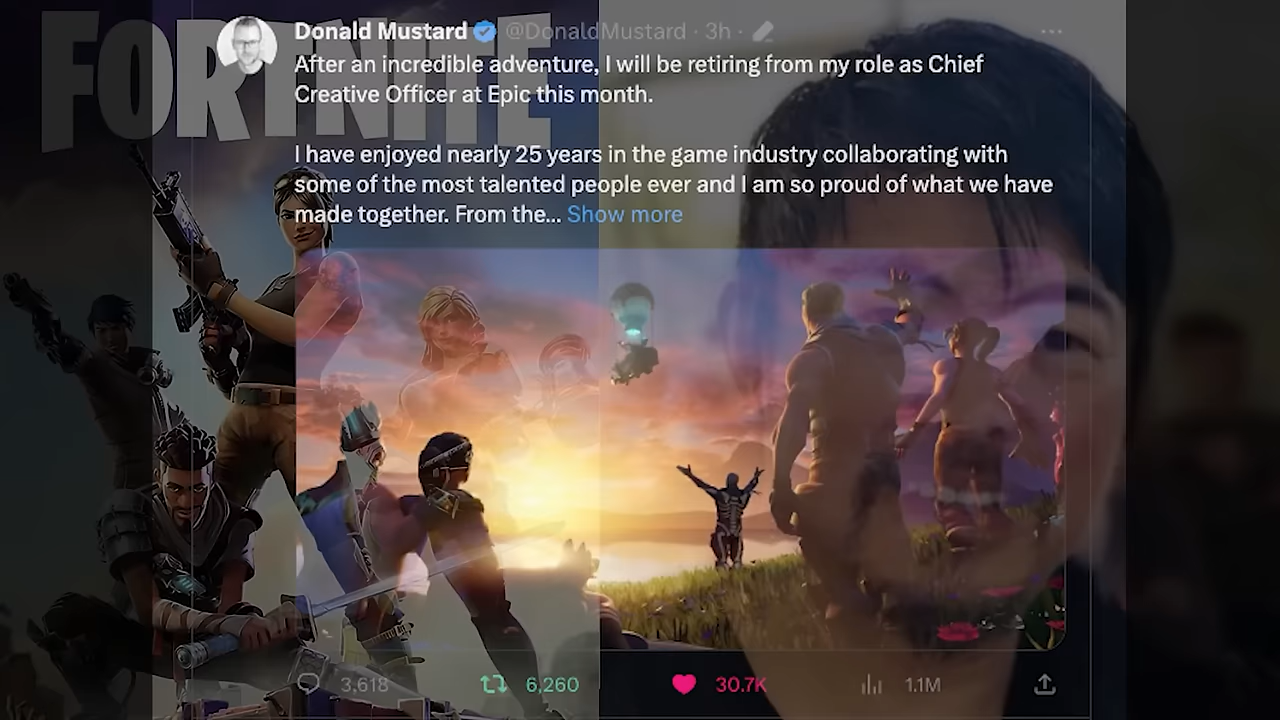 FORTNITE
Donald Mustard @DonaldMustard · 3h ·
After an incredible adventure, I will be retiring from my role as Chief
Creative Officer at Epic this month.
I have enjoyed nearly 25 years in the game industry collaborating with
some of the most talented people ever and I am so proud of what we have
made together. From the... Show more
3,618 6,260 30.7K 1.1M